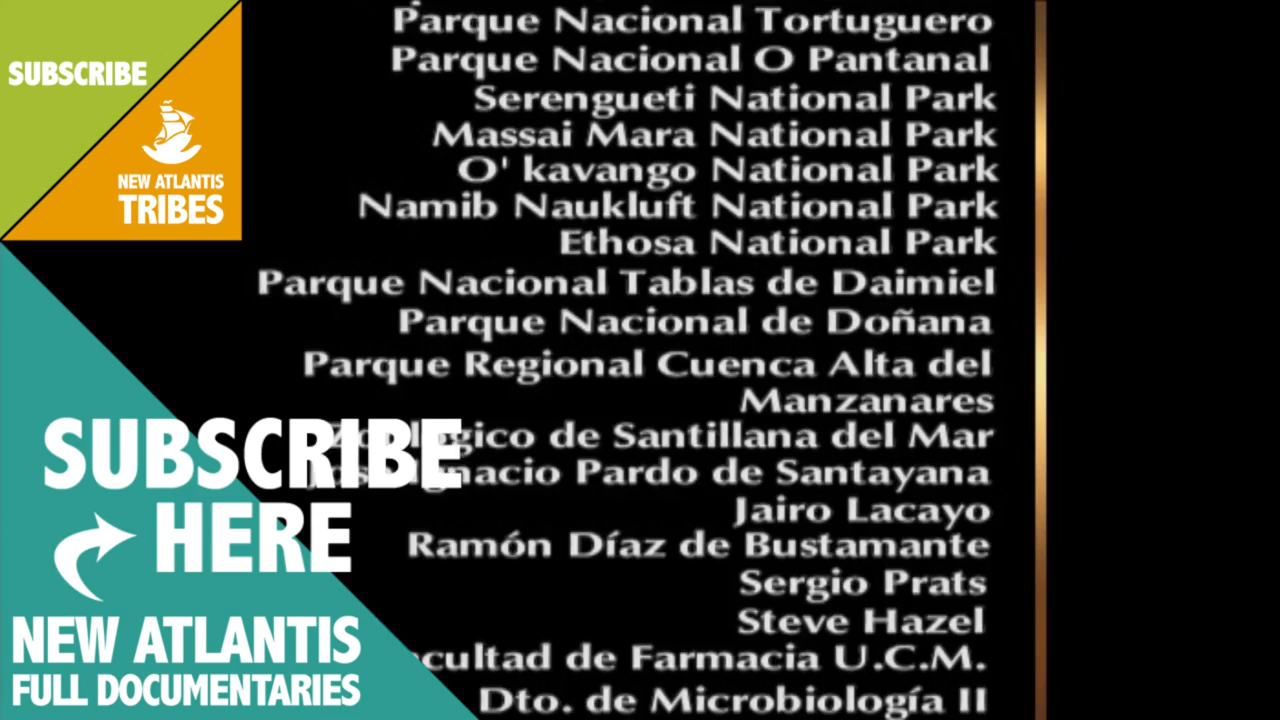 SUBSCRIBE
NEW ATLANTIS
TRIBES
Parque Nacional Tortuguero
Parque Nacional O Pantanal
Serengueti National Park
Massai Mara National Park
O' kavango National Park
Namib Naukluft National Park
Ethosa National Park
Parque Nacional Tablas de Daimiel
Parque Nacional de Doñana
Parque Regional Cuenca Alta del
Manzanares
Zoológico de Santillana del Mar
José Ignacio Pardo de Santayana
Jairo Lacayo
Ramón Díaz de Bustamante
Sergio Prats
Steve Hazel
de Farmacia U.C.M.
Dto. de Microbiología II
SUBSCRIBE
HERE
NEW ATLANTIS
FULL DOCUMENTARIES